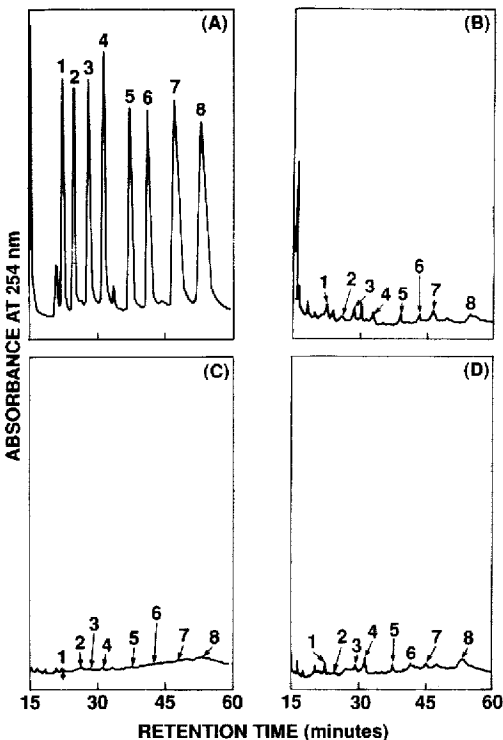 ABSORBANCE AT 254 nm
(A)
1 2 3 4 5 6 7 8
(B)
1 2 3 4 5 6 7 8
(C)
1 2 3 4 5 6 7 8
(D)
1 2 3 4 5 6 7 8
15 30 45 60 15 30 45 60
RETENTION TIME (minutes)